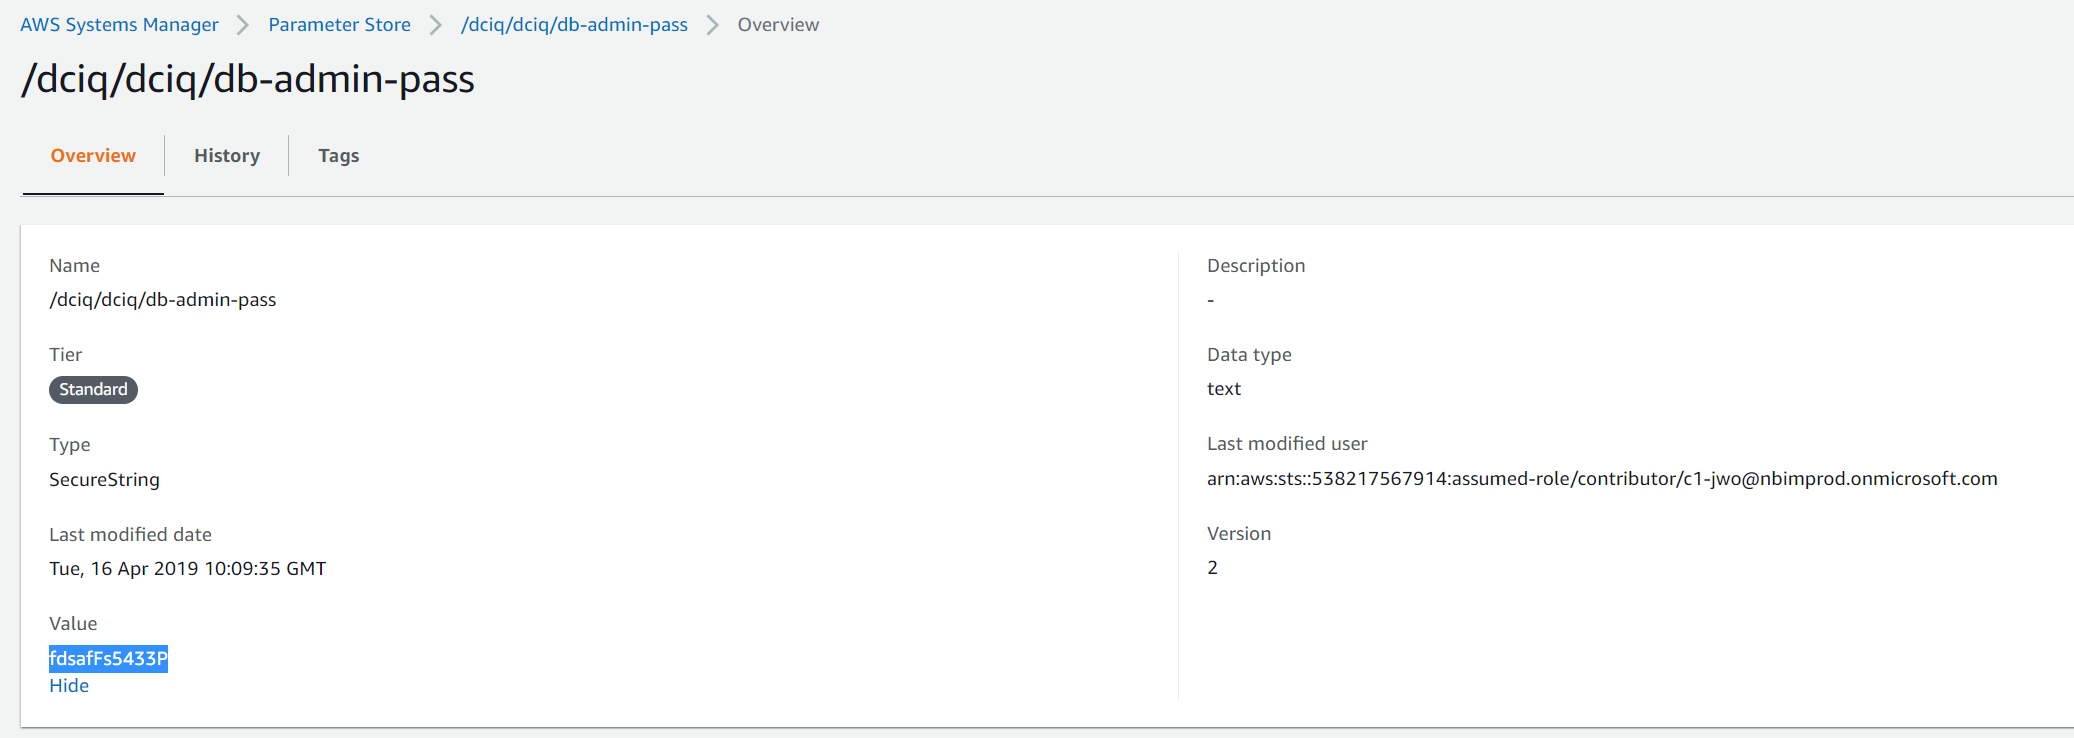 AWS Systems Manager > Parameter Store > /dciq/dciq/db-admin-pass > Overview
/dciq/dciq/db-admin-pass
Overview History Tags
Name
/dciq/dciq/db-admin-pass
Tier
Standard
Type
SecureString
Last modified date
Tue, 16 Apr 2019 10:09:35 GMT
Value
fdsafFs5433P
Hide
Description
-
Data type
text
Last modified user
arn:aws:sts::538217567914:assumed-role/contributor/c1-jwo@nbimprod.onmicrosoft.com
Version
2